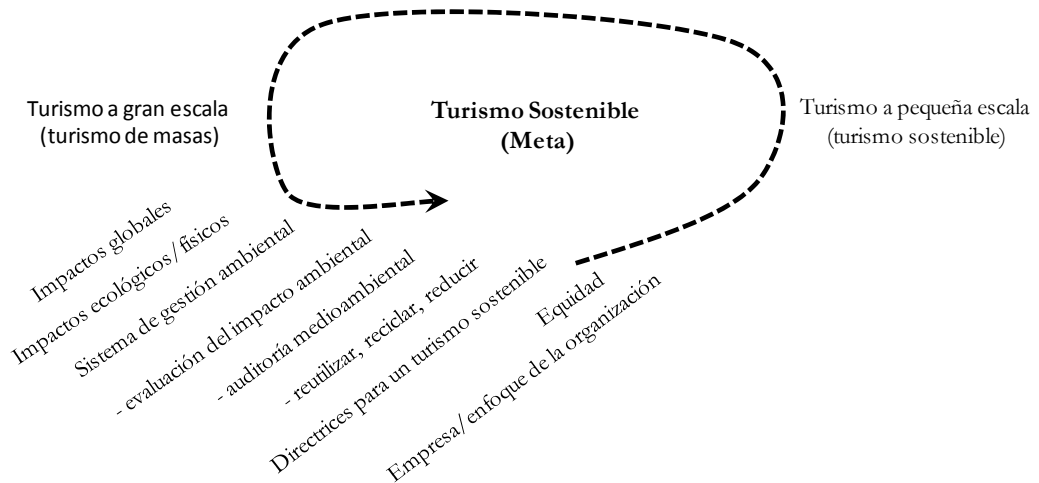 Turismo a gran escala
(turismo de masas)
Turismo Sostenible
(Meta)
Turismo a pequeña escala
(turismo sostenible)
Impactos globales
Impactos ecológicos/físicos
Sistema de gestión ambiental
- evaluación del impacto ambiental
- auditoría medioambiental
- reutilizar, reciclar, reducir
Directrices para un turismo sostenible
Equidad
Empresa/enfoque de la organización